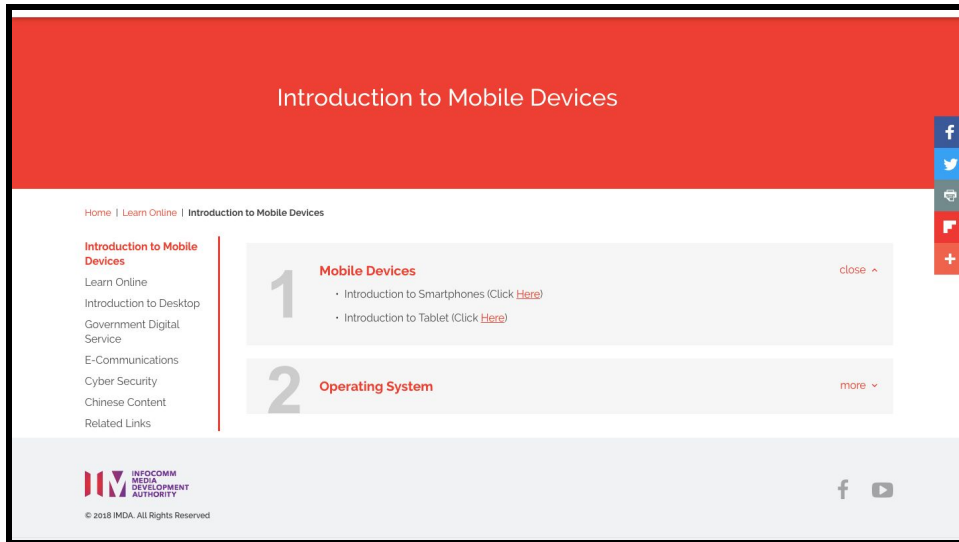 Introduction to Mobile Devices
Home | Learn Online | Introduction to Mobile Devices
Introduction to Mobile
Devices
Learn Online
Introduction to Desktop
Government Digital
Service
E-Communications
Cyber Security
Chinese Content
Related Links
1
Mobile Devices
close
• Introduction to Smartphones (Click Here)
• Introduction to Tablet (Click Here)
2
Operating System
more
INFOCOMM
MEDIA
DEVELOPMENT
AUTHORITY
© 2018 IMDA. All Rights Reserved